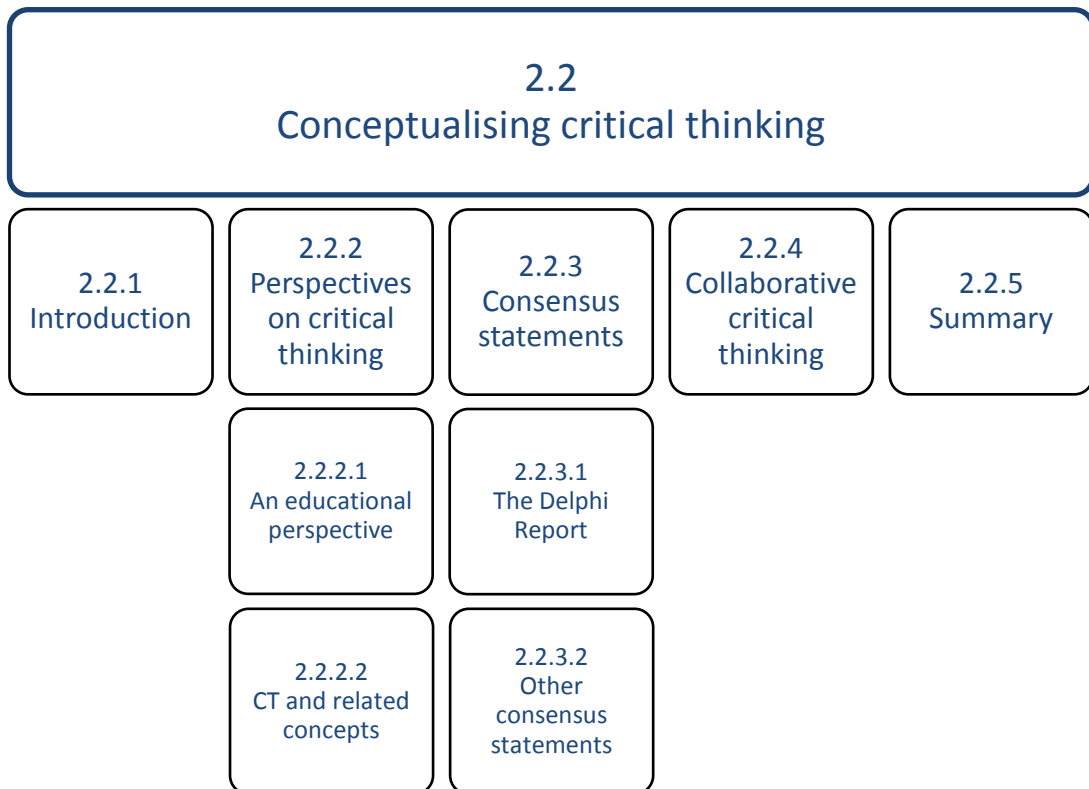 2.2
Conceptualising critical thinking
2.2.1
Introduction
2.2.2
Perspectives
on critical
thinking
2.2.3
Consensus
statements
2.2.4
Collaborative
critical
thinking
2.2.5
Summary
2.2.2.1
An educational
perspective
2.2.3.1
The Delphi
Report
2.2.2.2
CT and related
concepts
2.2.3.2
Other
consensus
statements